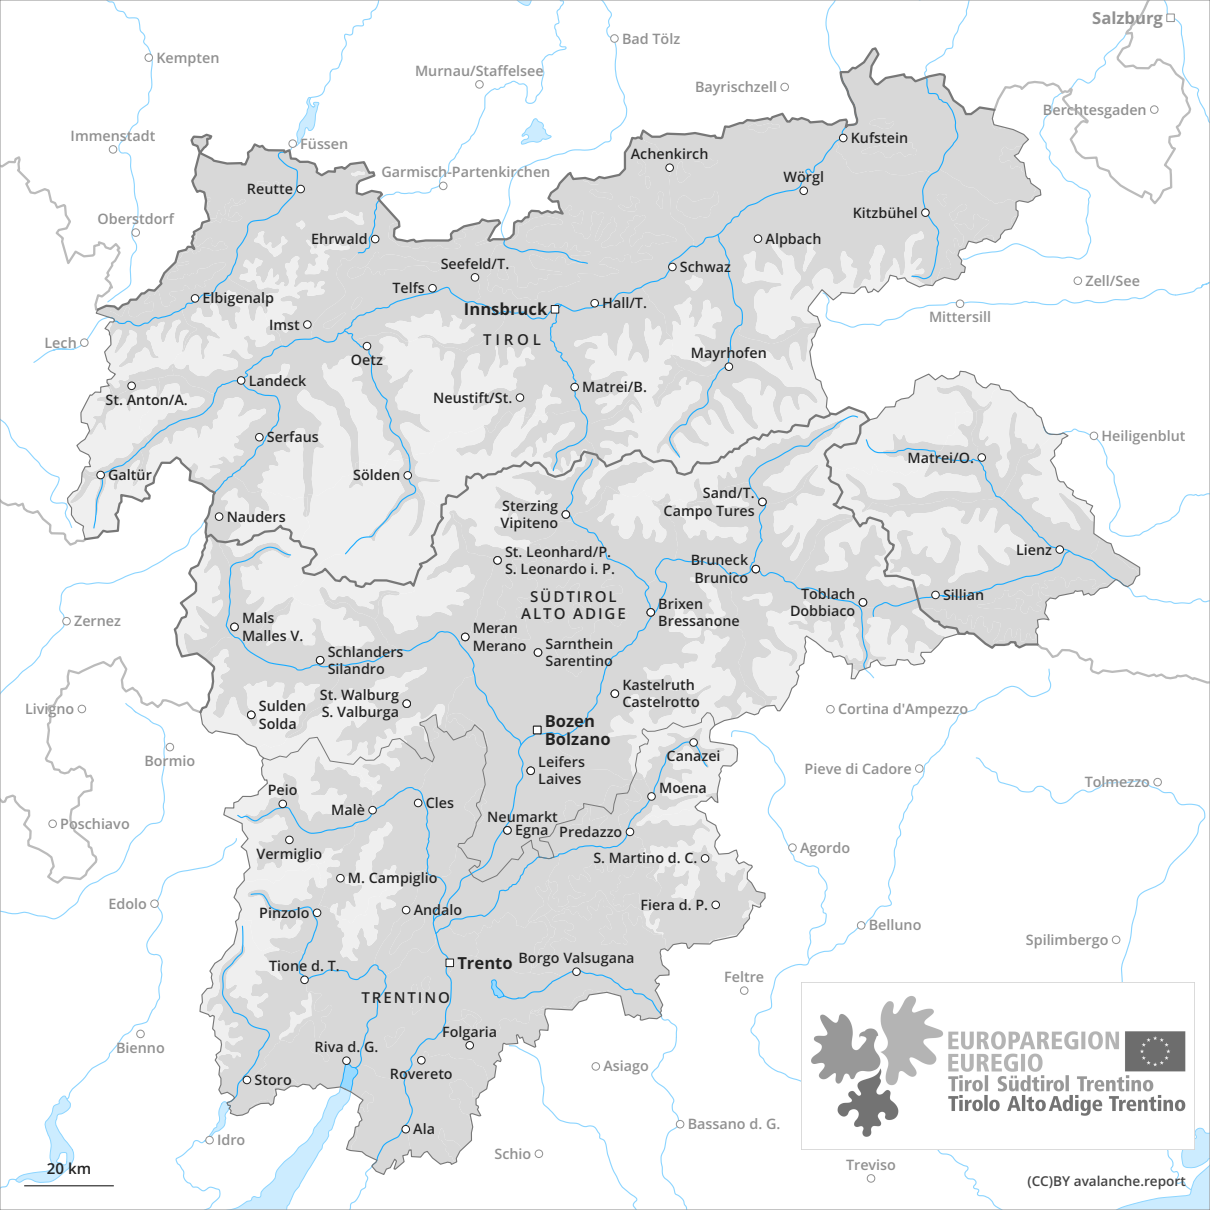 Salzburg
Bad Tölz
Kempten
Murnau/Staffelsee
Bayrischzell
Berchtesgaden
Immenstadt
Füssen
Kufstein
Achenkirch
Garmisch-Partenkirchen
Wörgl
Reutte
Oberstdorf
Kitzbühel
Ehrwald
Alpbach
Seefeld/T.
Schwaz
Zell/See
Telfs
Elbigenalp
Hall/T.
Innsbruck
Mittersill
Imst
TIROL
Lech
Oetz
Mayrhofen
Landeck
Matrei/B.
St. Anton/A.
Neustift/St.
Serfaus
Heiligenblut
Matrei/O.
Galtür
Sölden
Sand/T.
Campo Tures
Sterzing
Vipiteno
Nauders
St. Leonhard/P.
S. Leonardo i. P.
Lienz
Bruneck
Brunico
SÜDTIROL
ALTO ADIGE
Toblach
Dobbiaco
Sillian
Brixen
Bressanone
Zernez
Mals
Malles V.
Meran
Merano
Sarnthein
Sarentino
Schlanders
Silandro
Kastelruth
Castelrotto
St. Walburg
S. Valburga
Sulden
Solda
Livigno
Cortina d'Ampezzo
Bozen
Bolzano
Bormio
Canazei
Leifers
Laives
Pieve di Cadore
Tolmezzo
Peio
Moena
Malè
Cles
Neumarkt
Egna
Predazzo
Poschiavo
Vermiglio
Agordo
S. Martino d. C.
M. Campiglio
Edolo
Fiera d. P.
Pinzolo
Andalo
Belluno
Spilimbergo
Trento
Borgo Valsugana
Tione d. T.
Feltre
TRENTINO
Folgaria
Bienno
Riva d. G.
EUROPAREGION
EUREGIO
Tirol Südtirol Trentino
Tirolo Alto Adige Trentino
Asiago
Rovereto
Storo
Bassano d. G.
Ala
Idro
Schio
Treviso
20 km
(CC)BY avalanche.report